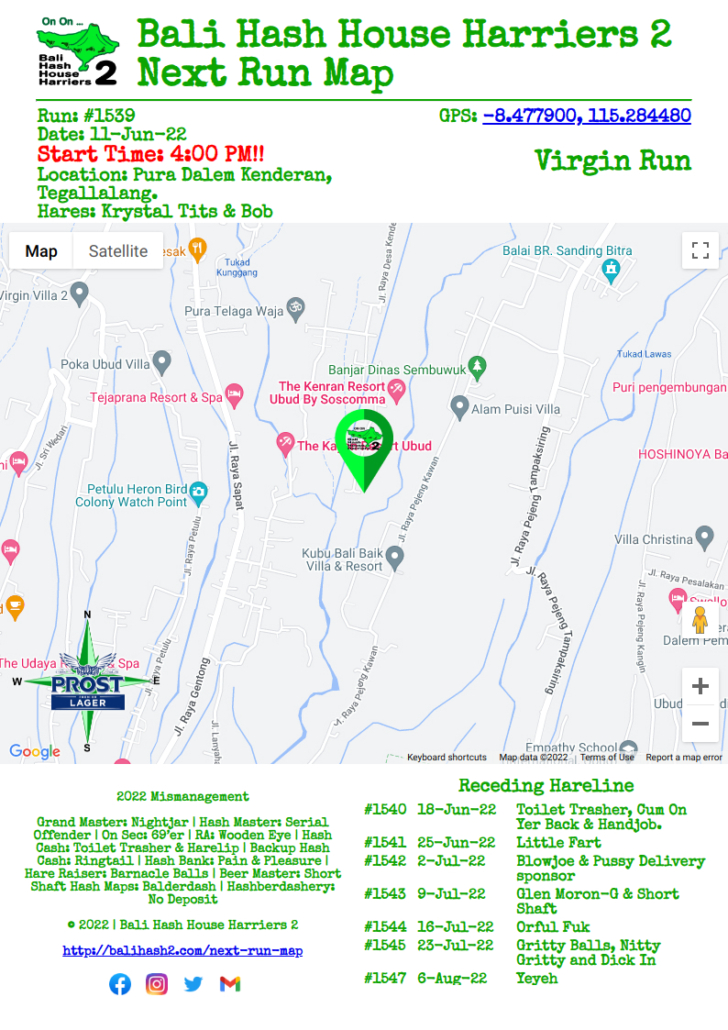 On On ...
Bali
Hash
House
Harriers 2
Bali Hash House Harriers 2
Next Run Map
Run: #1539
GPS: -8.477900, 115.284480
Date: 11-Jun-22
Start Time: 4:00 PM!!
Virgin Run
Location: Pura Dalem Kenderan,
Tegallalang.
Hares: Krystal Tits & Bob
Map
Satellite
esak
Tukad
Kunggang
Jl. Raya Desa Kende
Balai BR. Sanding Bitra
Virgin Villa 2
Pura Telaga Waja
Tukad Lawas
Poka Ubud Villa
Banjar Dinas Sembuwuk
Tejaprana Resort & Spa
The Kenran Resort
Ubud By Soscomma
Puri pengembungan
Alam Puisi Villa
Jl. Sri Wedari
Jl. Raya Sapat
The Ka
rt Ubud
2
HOSHINOYA Ba
ni
Petulu Heron Bird
Colony Watch Point
Jl. Raya Petulu
Jl. Raya Pejeng Kawan
Jl. Raya Pejeng Tampaksiring
Villa Christina
Kubu Bali Baik
Villa & Resort
Jl. Raya Pesalakan
Jl. Raya Pejeng Tampaksiring
Jl. Raya Pejeng Kangin
Swallo
Dalem Pem
N
The Udaya
& Spa
W
E
PROST
LAGER
S
Jl. Raya Petulu
Jl. Raya Gentong
Jl. Lanyaha
Jl. Raya Pejeng Kawan
Ubud
Empathy School
Google
Keyboard shortcuts
Map data ©2022
Terms of Use
Report a map error
2022 Mismanagement
Grand Master: Nightjar | Hash Master: Serial
Offender | On Sec: 69'er | RA: Wooden Eye | Hash
Cash: Toilet Trasher & Harelip | Backup Hash
Cash: Ringtail | Hash Bank: Pain & Pleasure |
Hare Raiser: Barnacle Balls | Beer Master: Short
Shaft Hash Maps: Balderdash | Hashberdashery:
No Deposit
© 2022 | Bali Hash House Harriers 2
http://balihash2.com/next-run-map
Receding Hareline
#1540 18-Jun-22 Toilet Trasher, Cum On
Yer Back & Handjob.
#1541 25-Jun-22 Little Fart
#1542 2-Jul-22 Blowjoe & Pussy Delivery
sponsor
#1543 9-Jul-22 Glen Moron-G & Short
Shaft
#1544 16-Jul-22 Orful Fuk
#1545 23-Jul-22 Gritty Balls, Nitty
Gritty and Dick In
#1547 6-Aug-22 Yeyeh